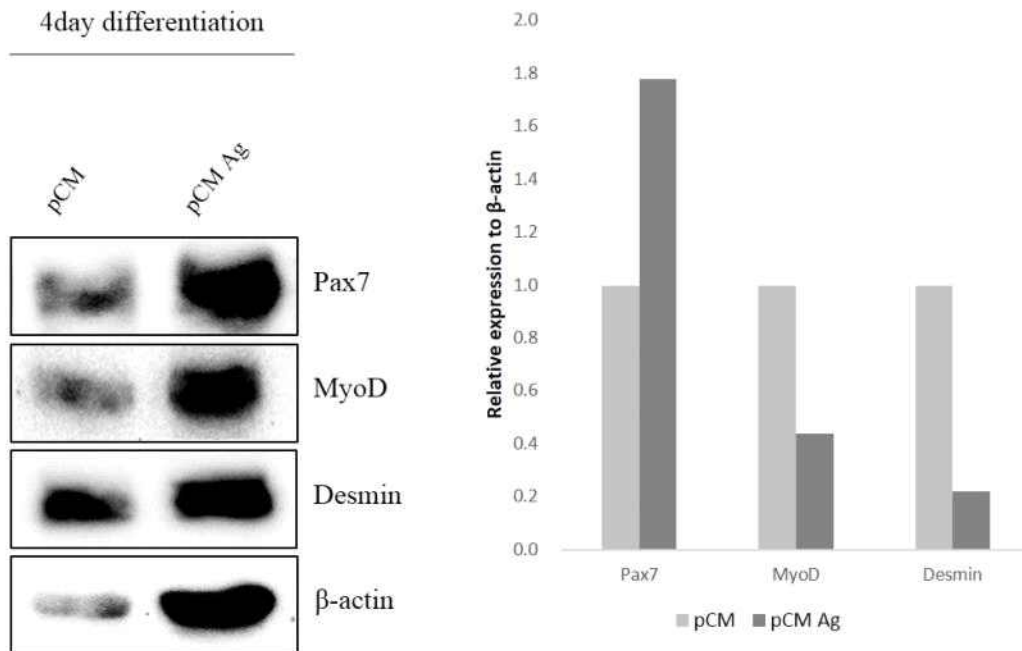 4day differentiation
pCM
pCM Ag
Pax7
MyoD
Desmin
β-actin
Relative expression to β-actin
2.0
1.8
1.6
1.4
1.2
1.0
0.8
0.6
0.4
0.2
0.0
Pax7 MyoD Desmin
pCM pCM Ag